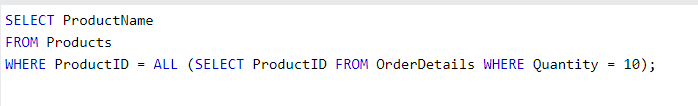 SELECT ProductName
FROM Products
WHERE ProductID = ALL (SELECT ProductID FROM OrderDetails WHERE Quantity = 10);